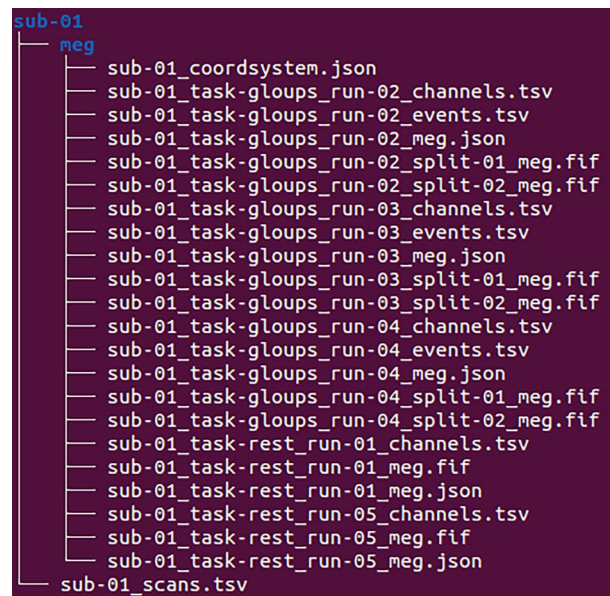 sub-01
meg
sub-01_coordsystem.json
sub-01_task-gloups_run-02_channels.tsv
sub-01_task-gloups_run-02_events.tsv
sub-01_task-gloups_run-02_meg.json
sub-01_task-gloups_run-02_split-01_meg.fif
sub-01_task-gloups_run-02_split-02_meg.fif
sub-01_task-gloups_run-03_channels.tsv
sub-01_task-gloups_run-03_events.tsv
sub-01_task-gloups_run-03_meg.json
sub-01_task-gloups_run-03_split-01_meg.fif
sub-01_task-gloups_run-03_split-02_meg.fif
sub-01_task-gloups_run-04_channels.tsv
sub-01_task-gloups_run-04_events.tsv
sub-01_task-gloups_run-04_meg.json
sub-01_task-gloups_run-04_split-01_meg.fif
sub-01_task-gloups_run-04_split-02_meg.fif
sub-01_task-rest_run-01_channels.tsv
sub-01_task-rest_run-01_meg.fif
sub-01_task-rest_run-01_meg.json
sub-01_task-rest_run-05_channels.tsv
sub-01_task-rest_run-05_meg.fif
sub-01_task-rest_run-05_meg.json
sub-01_scans.tsv